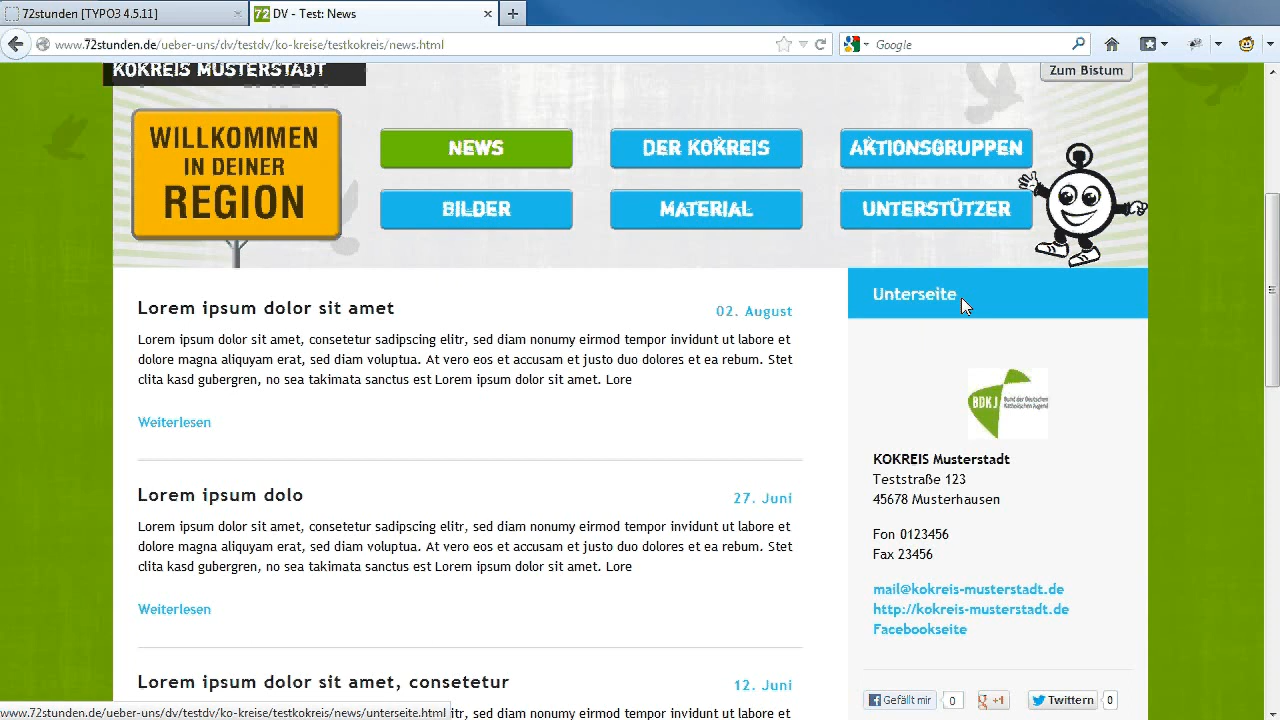 72stunden [TYPO3 4.5.11]
72 DV - Test: News
www.72stunden.de/ueber-uns/dv/testdv/ko-kreise/testkokreis/news.html
Google
KOKREIS MUSTERSTADT
Zum Bistum
WILLKOMMEN
IN DEINER
REGION
NEWS
DER KOKREIS
AKTIONSGRUPPEN
BILDER
MATERIAL
UNTERSTÜTZER
Lorem ipsum dolor sit amet
02. August
Lorem ipsum dolor sit amet, consetetur sadipscing elitr, sed diam nonumy eirmod tempor invidunt ut labore et
dolore magna aliquyam erat, sed diam voluptua. At vero eos et accusam et justo duo dolores et ea rebum. Stet
clita kasd gubergren, no sea takimata sanctus est Lorem ipsum dolor sit amet. Lore
Weiterlesen
Lorem ipsum dolo
27. Juni
Lorem ipsum dolor sit amet, consetetur sadipscing elitr, sed diam nonumy eirmod tempor invidunt ut labore et
dolore magna aliquyam erat, sed diam voluptua. At vero eos et accusam et justo duo dolores et ea rebum. Stet
clita kasd gubergren, no sea takimata sanctus est Lorem ipsum dolor sit amet. Lore
Weiterlesen
Lorem ipsum dolor sit amet, consetetur
12. Juni
itr, sed diam nonumy eirmod tempor invidunt ut labore et
Unterseite
BDKJ
Bund der Deutschen
Katholischen Jugend
KOKREIS Musterstadt
Teststraße 123
45678 Musterhausen
Fon 0123456
Fax 23456
mail@kokreis-musterstadt.de
http://kokreis-musterstadt.de
Facebookseite
Gefällt mir 0
+1
Twittern 0
www.72stunden.de/ueber-uns/dv/testdv/ko-kreise/testkokreis/news/unterseite.html